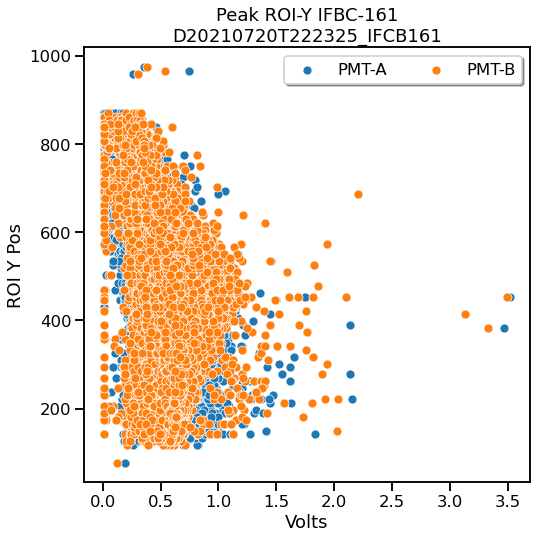 Peak ROI-Y IFBC-161
D20210720T222325_IFCB161
PMT-A PMT-B
ROI Y Pos
1000
800
600
400
200
0.0 0.5 1.0 1.5 2.0 2.5 3.0 3.5
Volts